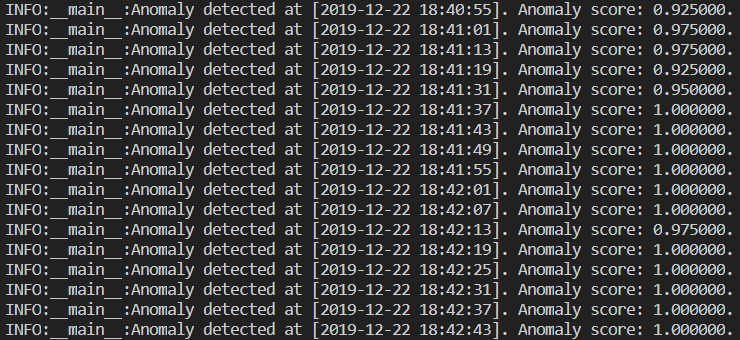 INFO:__main__:Anomaly detected at [2019-12-22 18:40:55]. Anomaly score: 0.925000.
INFO:__main__:Anomaly detected at [2019-12-22 18:41:01]. Anomaly score: 0.975000.
INFO:__main__:Anomaly detected at [2019-12-22 18:41:13]. Anomaly score: 0.975000.
INFO:__main__:Anomaly detected at [2019-12-22 18:41:19]. Anomaly score: 0.925000.
INFO:__main__:Anomaly detected at [2019-12-22 18:41:31]. Anomaly score: 0.950000.
INFO:__main__:Anomaly detected at [2019-12-22 18:41:37]. Anomaly score: 1.000000.
INFO:__main__:Anomaly detected at [2019-12-22 18:41:43]. Anomaly score: 1.000000.
INFO:__main__:Anomaly detected at [2019-12-22 18:41:49]. Anomaly score: 1.000000.
INFO:__main__:Anomaly detected at [2019-12-22 18:41:55]. Anomaly score: 1.000000.
INFO:__main__:Anomaly detected at [2019-12-22 18:42:01]. Anomaly score: 1.000000.
INFO:__main__:Anomaly detected at [2019-12-22 18:42:07]. Anomaly score: 1.000000.
INFO:__main__:Anomaly detected at [2019-12-22 18:42:13]. Anomaly score: 0.975000.
INFO:__main__:Anomaly detected at [2019-12-22 18:42:19]. Anomaly score: 1.000000.
INFO:__main__:Anomaly detected at [2019-12-22 18:42:25]. Anomaly score: 1.000000.
INFO:__main__:Anomaly detected at [2019-12-22 18:42:31]. Anomaly score: 1.000000.
INFO:__main__:Anomaly detected at [2019-12-22 18:42:37]. Anomaly score: 1.000000.
INFO:__main__:Anomaly detected at [2019-12-22 18:42:43]. Anomaly score: 1.000000.